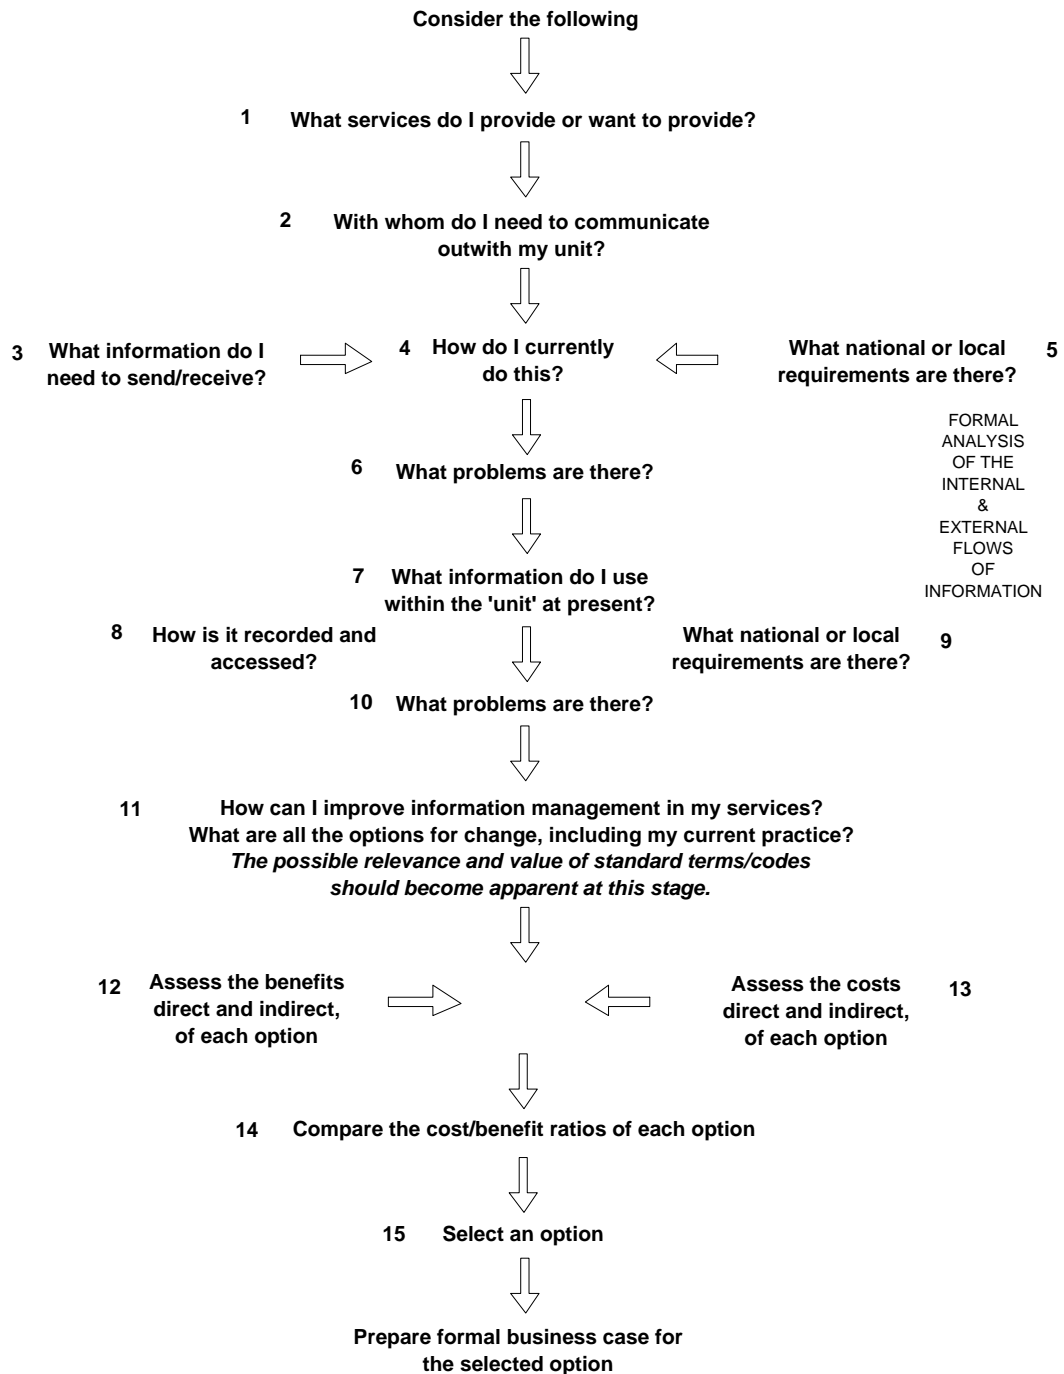 Consider the following
1 What services do I provide or want to provide?
2 With whom do I need to communicate
outwith my unit?
3 What information do I
need to send/receive?
4 How do I currently
do this?
What national or local 5
requirements are there?
FORMAL
ANALYSIS
OF THE
INTERNAL
&
EXTERNAL
FLOWS
OF
INFORMATION
6 What problems are there?
7 What information do I use
within the 'unit' at present?
8 How is it recorded and
accessed?
What national or local 9
requirements are there?
10 What problems are there?
11 How can I improve information management in my services?
What are all the options for change, including my current practice?
The possible relevance and value of standard terms/codes
should become apparent at this stage.
12 Assess the benefits
direct and indirect,
of each option
Assess the costs 13
direct and indirect,
of each option
14 Compare the cost/benefit ratios of each option
15 Select an option
Prepare formal business case for
the selected option